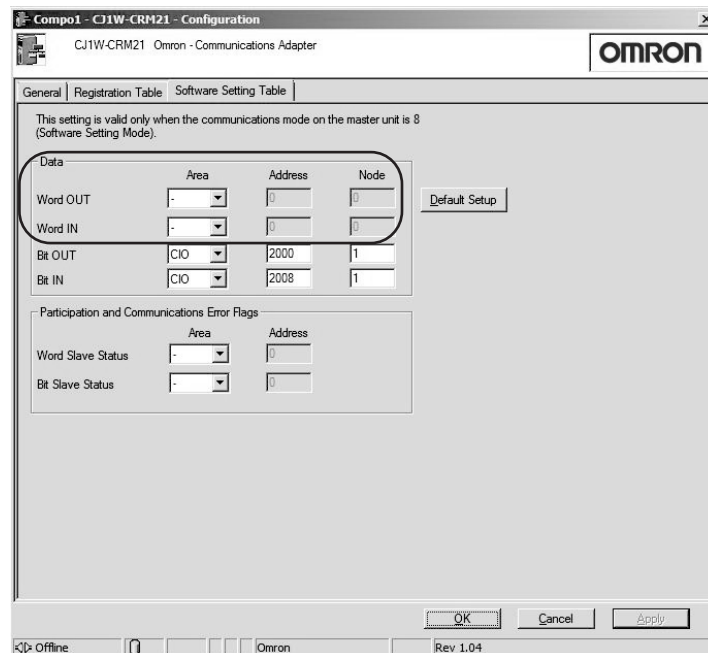 Compo1 - CJ1W-CRM21 - Configuration
CJ1W-CRM21 Omron - Communications Adapter
OMRON
General Registration Table Software Setting Table
This setting is valid only when the communications mode on the master unit is 8
(Software Setting Mode).
Data
Area Address Node
Word OUT - 0 0
Default Setup
Word IN - 0 0
Bit OUT CIO 2000 1
Bit IN CIO 2008 1
Participation and Communications Error Flags
Area Address
Word Slave Status - 0
Bit Slave Status - 0
OK Cancel Apply
Offline Omron Rev 1.04